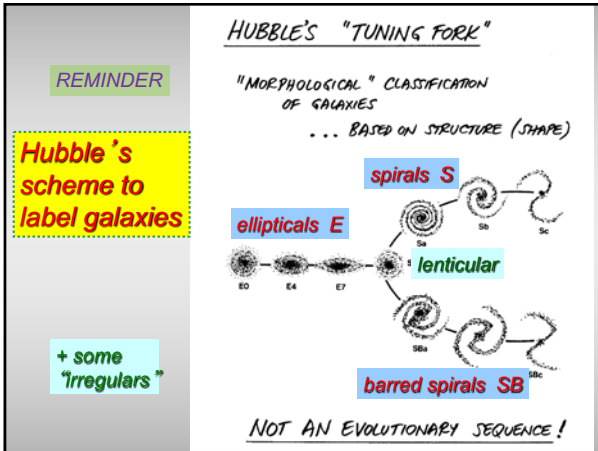 HUBBLE'S "TUNING FORK"
REMINDER
"MORPHOLOGICAL" CLASSIFICATION
OF GALAXIES
... BASED ON STRUCTURE (SHAPE)
Hubble's
scheme to
label galaxies
spirals S
Sa
Sb
Sc
ellipticals E
lenticular
E0
E4
E7
S
SBa
SBc
+ some
"irregulars"
barred spirals SB
NOT AN EVOLUTIONARY SEQUENCE!